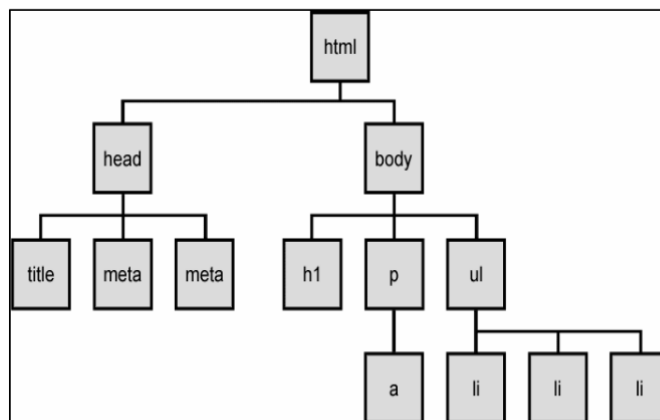 html
head body
title meta meta h1 p ul
a li li li